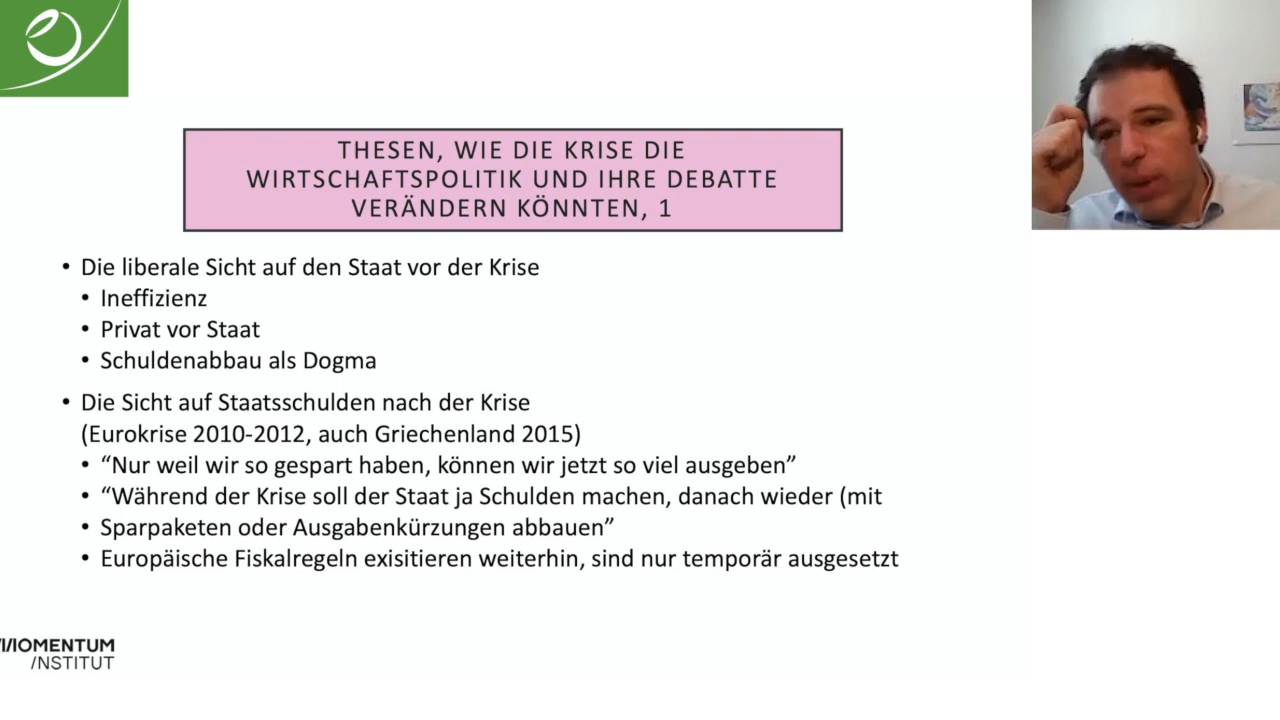 THESEN, WIE DIE KRISE DIE
WIRTSCHAFTSPOLITIK UND IHRE DEBATTE
VERÄNDERN KÖNNTEN, 1
• Die liberale Sicht auf den Staat vor der Krise
• Ineffizienz
• Privat vor Staat
• Schuldenabbau als Dogma
• Die Sicht auf Staatsschulden nach der Krise
(Eurokrise 2010-2012, auch Griechenland 2015)
• “Nur weil wir so gespart haben, können wir jetzt so viel ausgeben”
• “Während der Krise soll der Staat ja Schulden machen, danach wieder (mit
• Sparpaketen oder Ausgabenkürzungen abbauen”
• Europäische Fiskalregeln exisitieren weiterhin, sind nur temporär ausgesetzt
MOMENTUM
INSTITUT